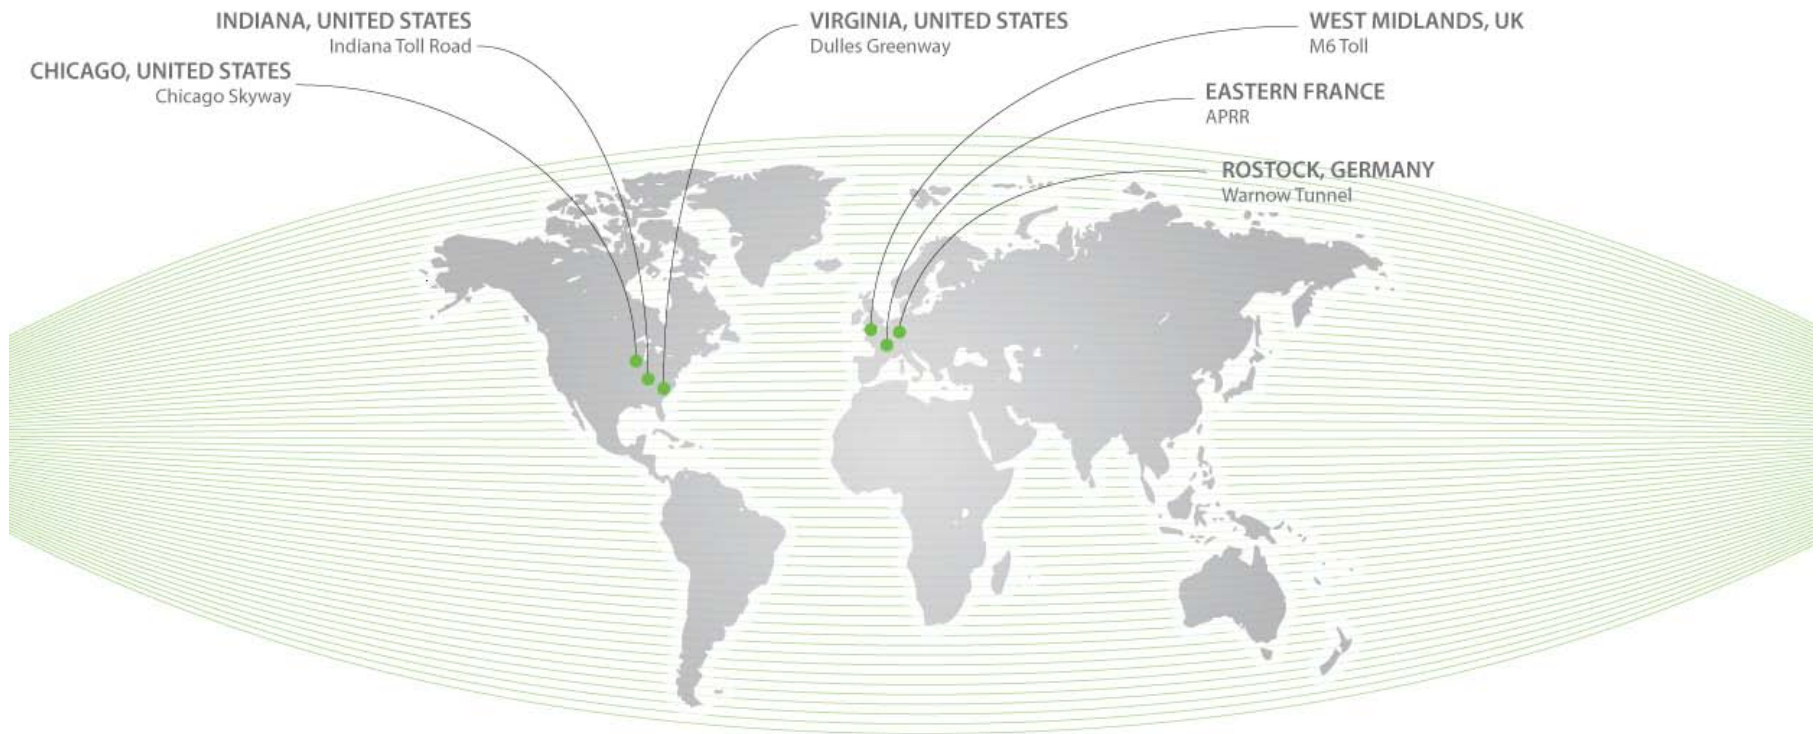 INDIANA, UNITED STATES
Indiana Toll Road
CHICAGO, UNITED STATES
Chicago Skyway
VIRGINIA, UNITED STATES
Dulles Greenway
WEST MIDLANDS, UK
M6 Toll
EASTERN FRANCE
APRR
ROSTOCK, GERMANY
Warnow Tunnel